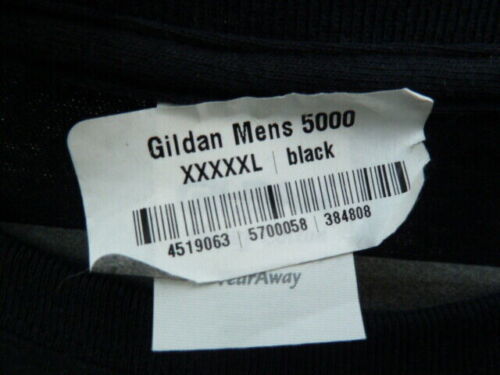 Gildan Mens 5000
XXXXXL | black
4519063 | 5700058 | 384808